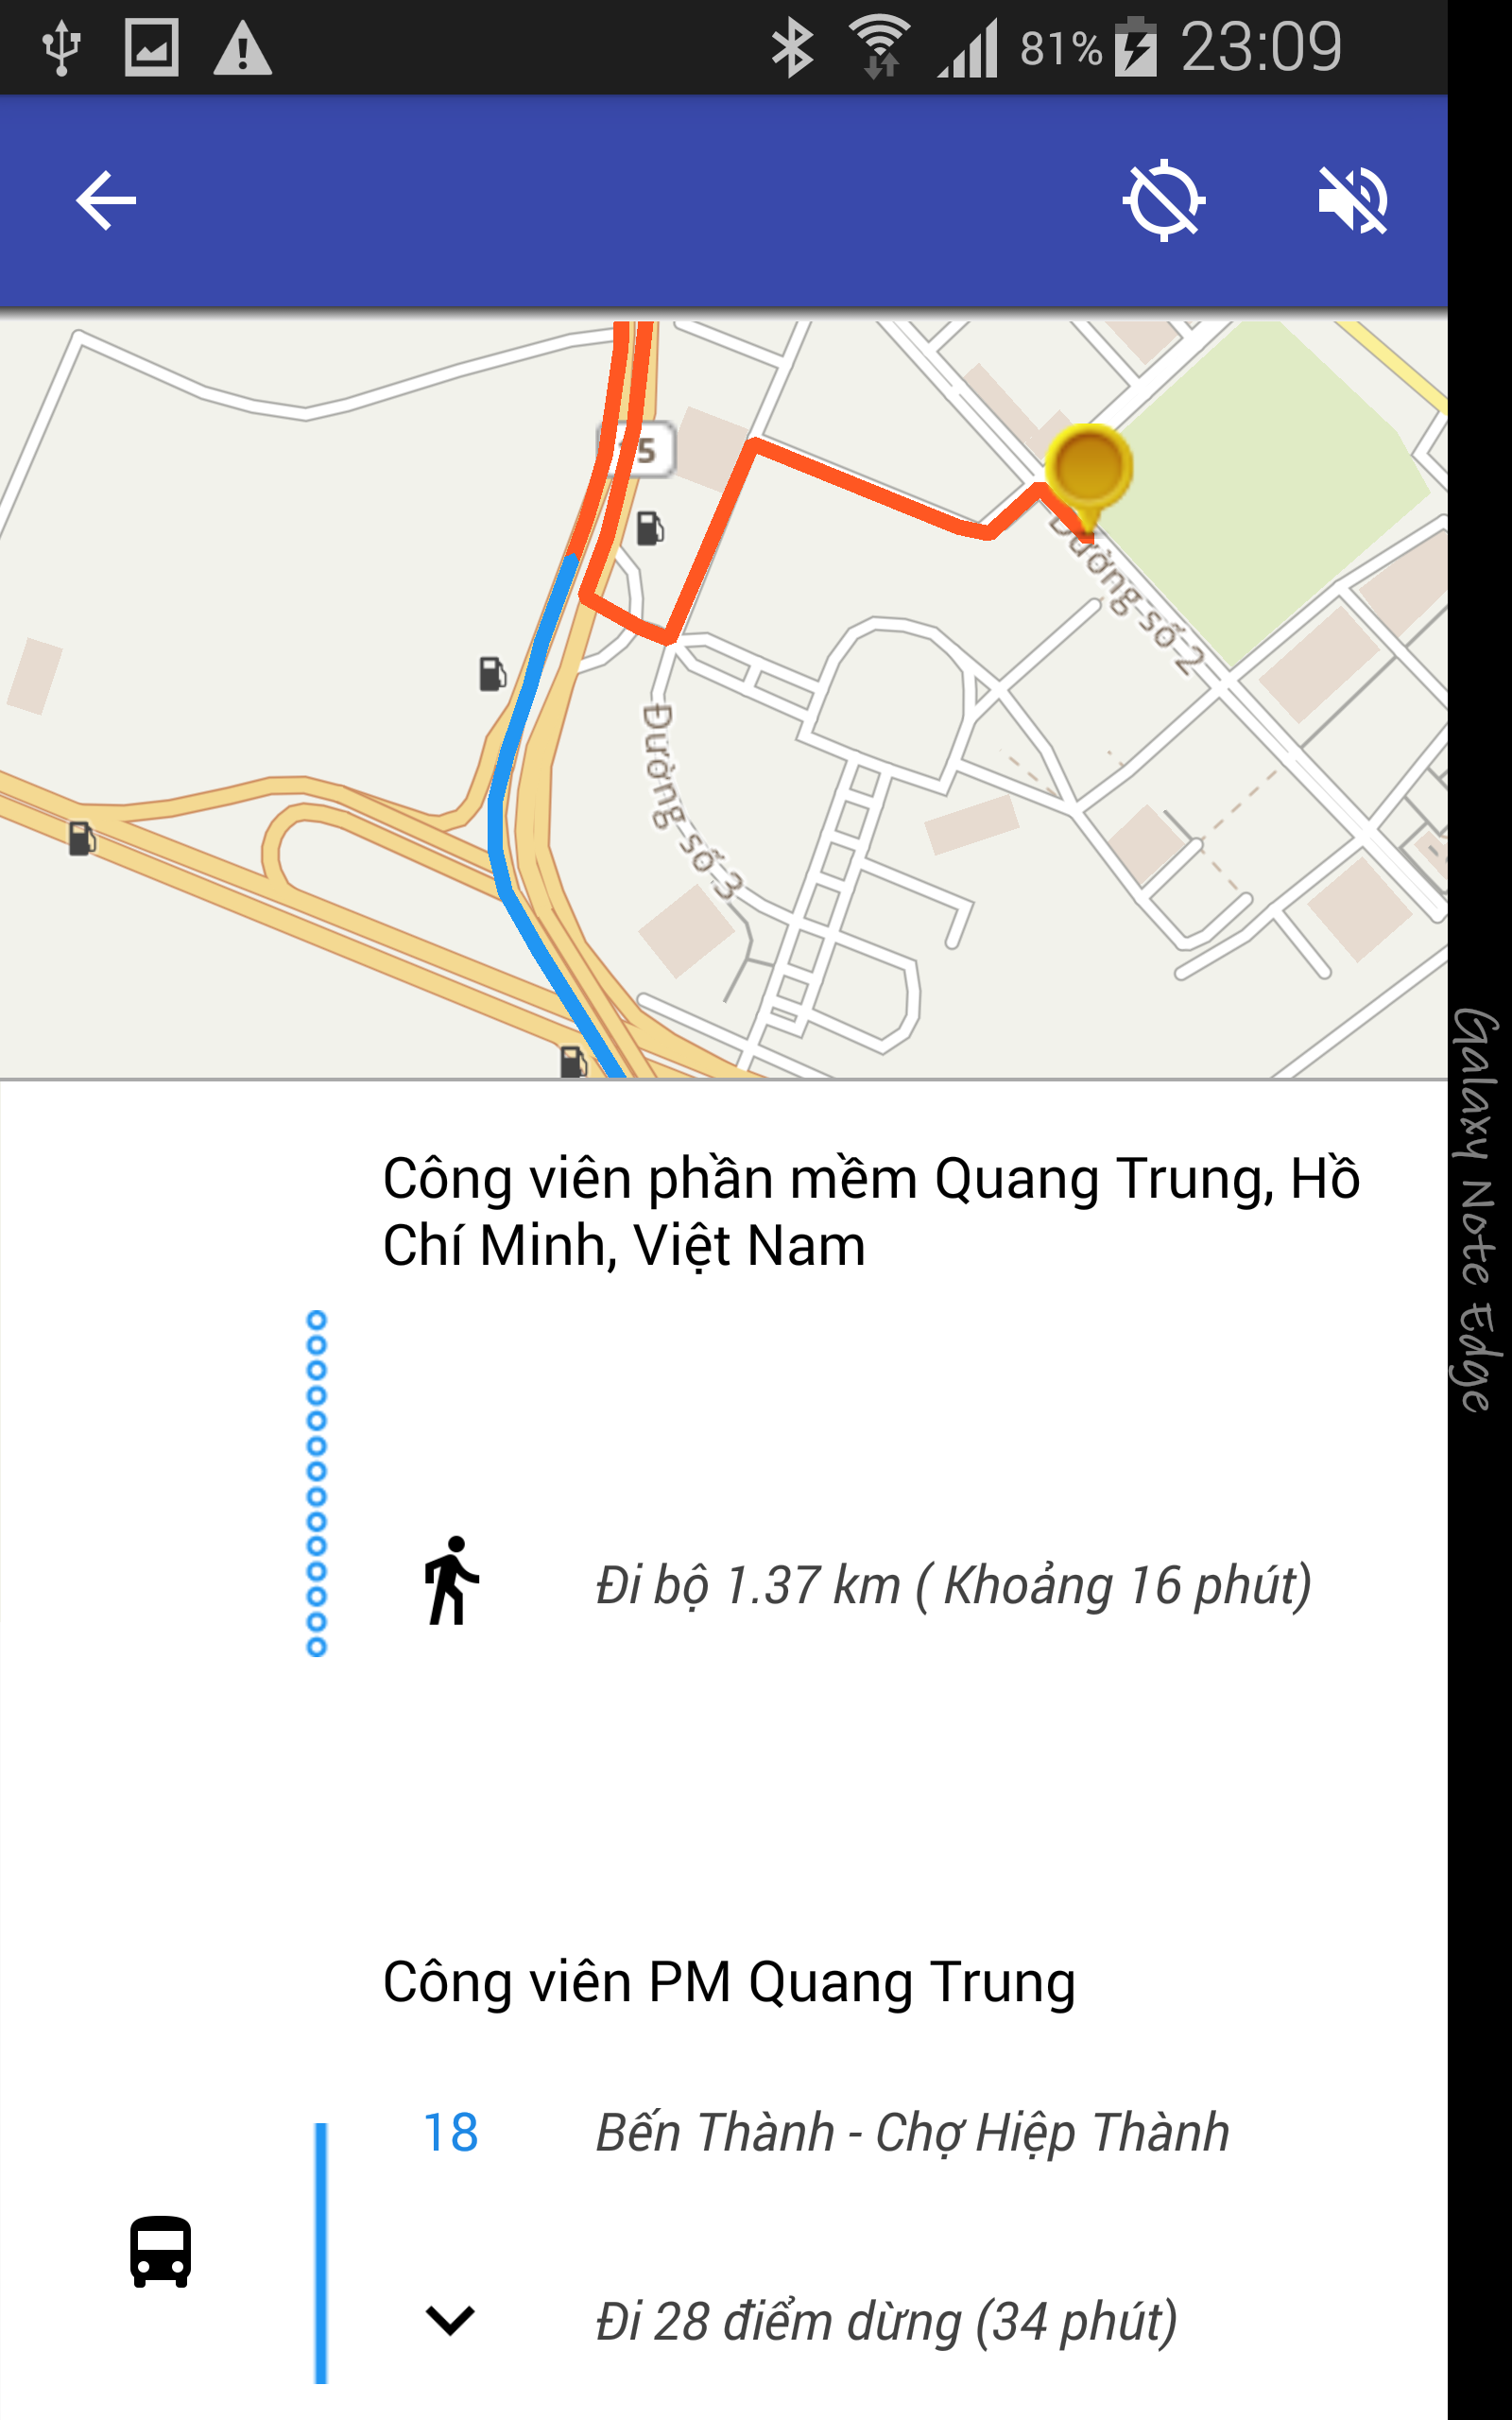 81% 23:09
5
Đường số 2
Đường số 3
Công viên phần mềm Quang Trung, Hồ
Chí Minh, Việt Nam
Đi bộ 1.37 km ( Khoảng 16 phút)
Công viên PM Quang Trung
18 Bến Thành - Chợ Hiệp Thành
Đi 28 điểm dừng (34 phút)
Galaxy Note Edge